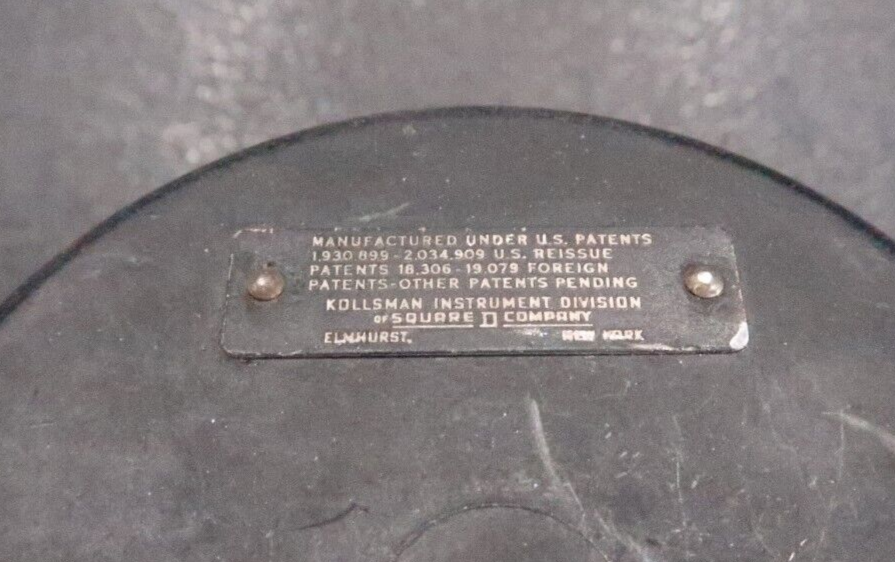 MANUFACTURED UNDER U.S. PATENTS
1,930,899-2,034,909 U.S. REISSUE
PATENTS 18,306-19,079 FOREIGN
PATENTS-OTHER PATENTS PENDING
KOLLSMAN INSTRUMENT DIVISION
OF SQUARE D COMPANY
ELMHURST, NEW YORK